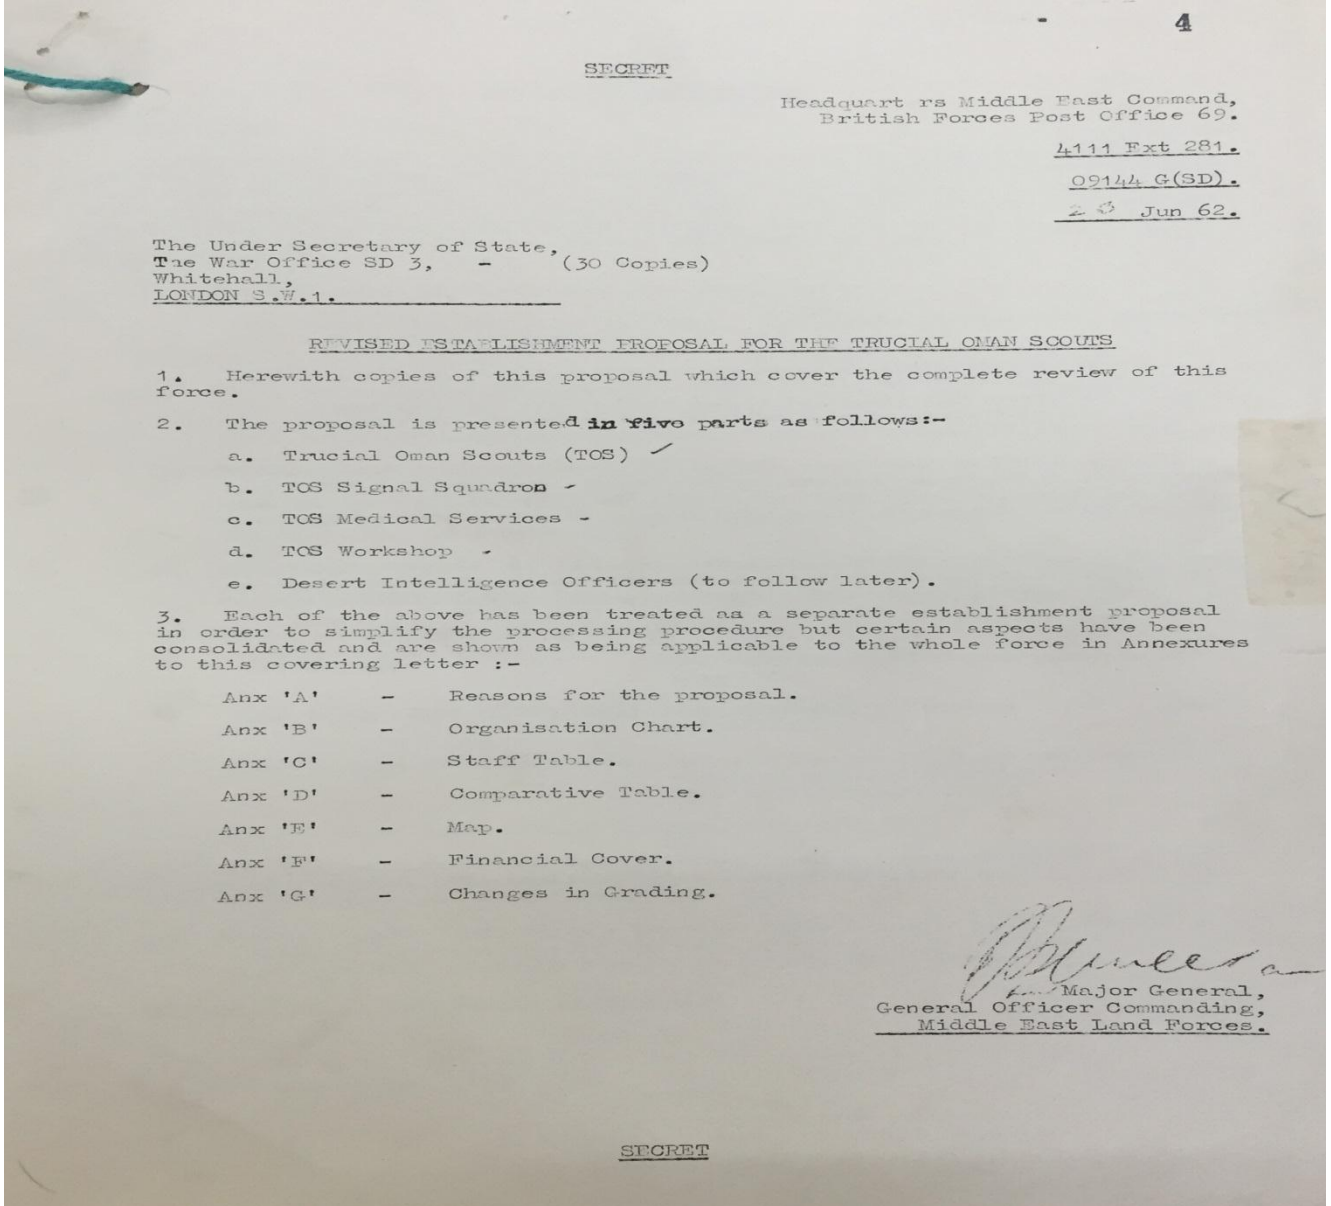 4
SECRET
Headquart rs Middle East Command,
British Forces Post Office 69.
4111 Ext 281.
09144 G(SD).
Jun 62.
The Under Secretary of State,
The War Office SD 3, - (30 Copies)
Whitehall,
LONDON S.W.1.
REVISED ESTABLISHMENT PROPOSAL FOR THE TRUCIAL OMAN SCOUTS
1. Herewith copies of this proposal which cover the complete review of this
force.
2. The proposal is presented in five parts as follows:-
a. Trucial Oman Scouts (TOS)
b. TOS Signal Squadron -
c. TOS Medical Services -
d. TOS Workshop -
e. Desert Intelligence Officers (to follow later).
3. Each of the above has been treated as a separate establishment proposal
in order to simplify the processing procedure but certain aspects have been
consolidated and are shown as being applicable to the whole force in Annexures
to this covering letter :-
Anx 'A' - Reasons for the proposal.
Anx 'B' - Organisation Chart.
Anx 'C' - Staff Table.
Anx 'D' - Comparative Table.
Anx 'E' - Map.
Anx 'F' - Financial Cover.
Anx 'G' - Changes in Grading.
Major General,
General Officer Commanding,
Middle East Land Forces.
SECRET